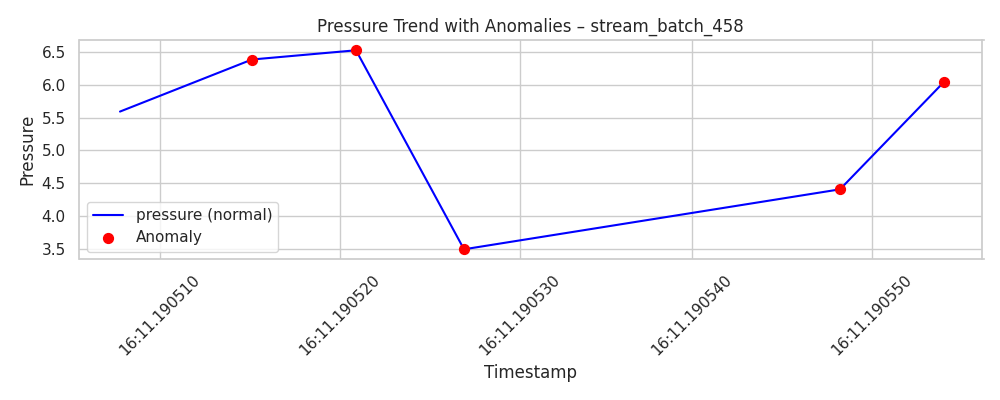 Pressure Trend with Anomalies – stream_batch_458
Pressure
6.5
6.0
5.5
5.0
4.5
4.0
3.5
pressure (normal)
Anomaly
16:11.190510
16:11.190520
16:11.190530
16:11.190540
16:11.190550
Timestamp